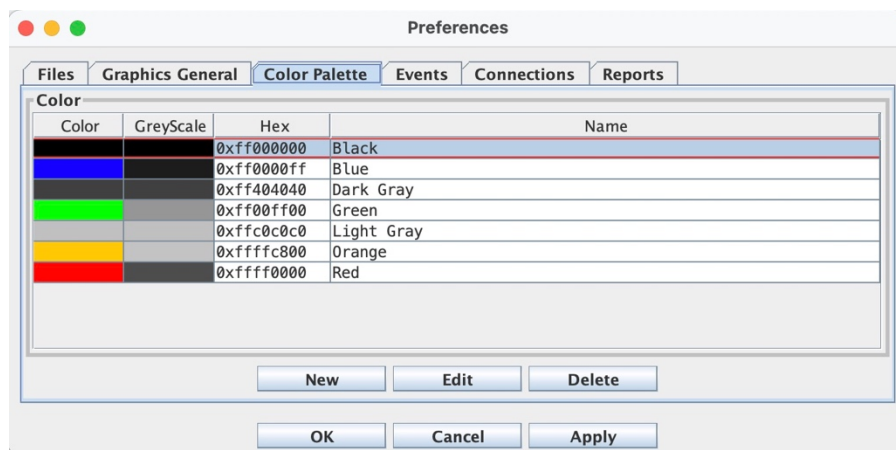 Preferences
Files Graphics General Color Palette Events Connections Reports
Color
Color GreyScale Hex Name
0xff000000 Black
0xff0000ff Blue
0xff404040 Dark Gray
0xff00ff00 Green
0xffc0c0c0 Light Gray
0xffffc800 Orange
0xffff0000 Red
New Edit Delete
OK Cancel Apply